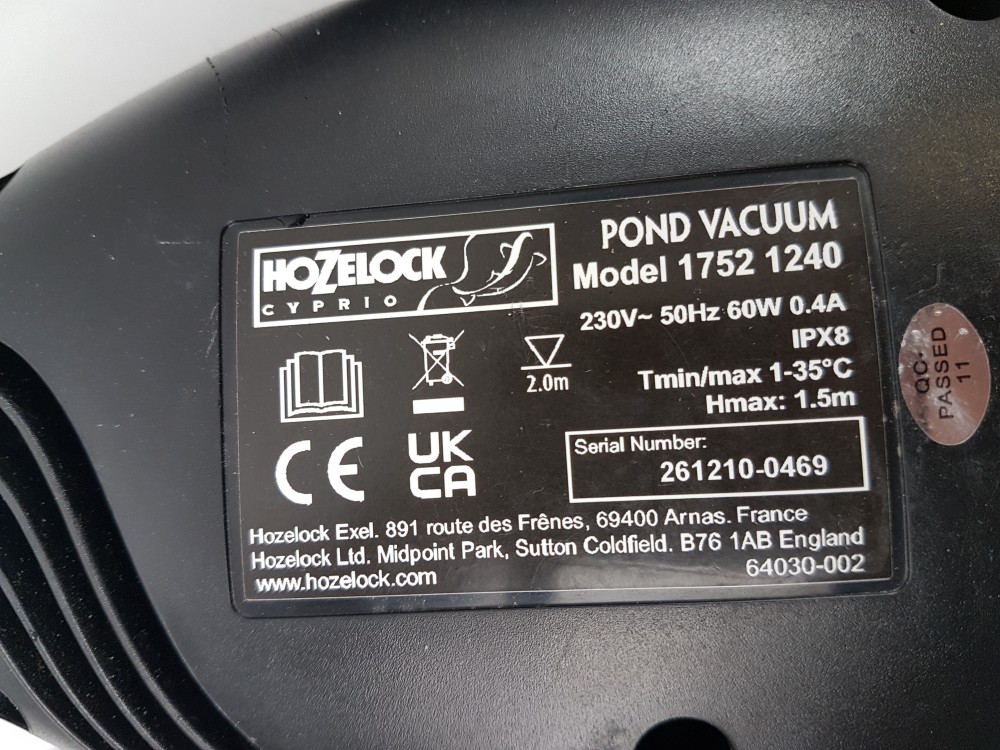 HOZELOCK
CYPRIO
POND VACUUM
Model 1752 1240
230V~ 50Hz 60W 0.4A
IPX8
Tmin/max 1-35°C
Hmax: 1.5m
2.0m
CE
UK
CA
Serial Number:
261210-0469
Hozelock Exel. 891 route des Frênes, 69400 Arnas. France
Hozelock Ltd. Midpoint Park, Sutton Coldfield. B76 1AB England
www.hozelock.com
64030-002
QC.
PASSED
11